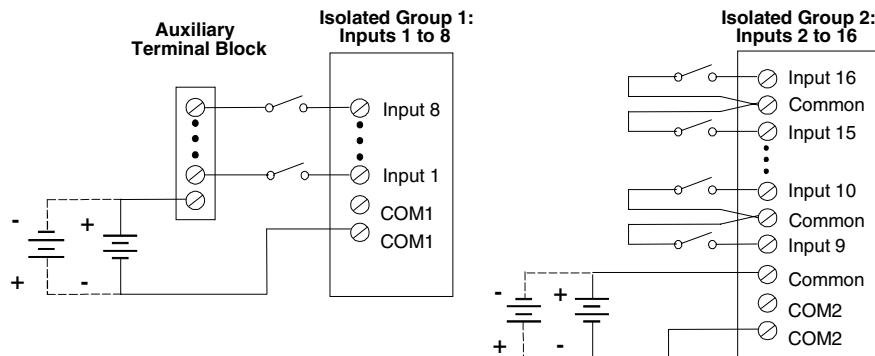 Auxiliary
Terminal Block
Isolated Group 1:
Inputs 1 to 8
Input 8
Input 1
COM1
COM1
-
+
+
-
Isolated Group 2:
Inputs 2 to 16
Input 16
Common
Input 15
Input 10
Common
Input 9
Common
COM2
COM2
-
+
+
-